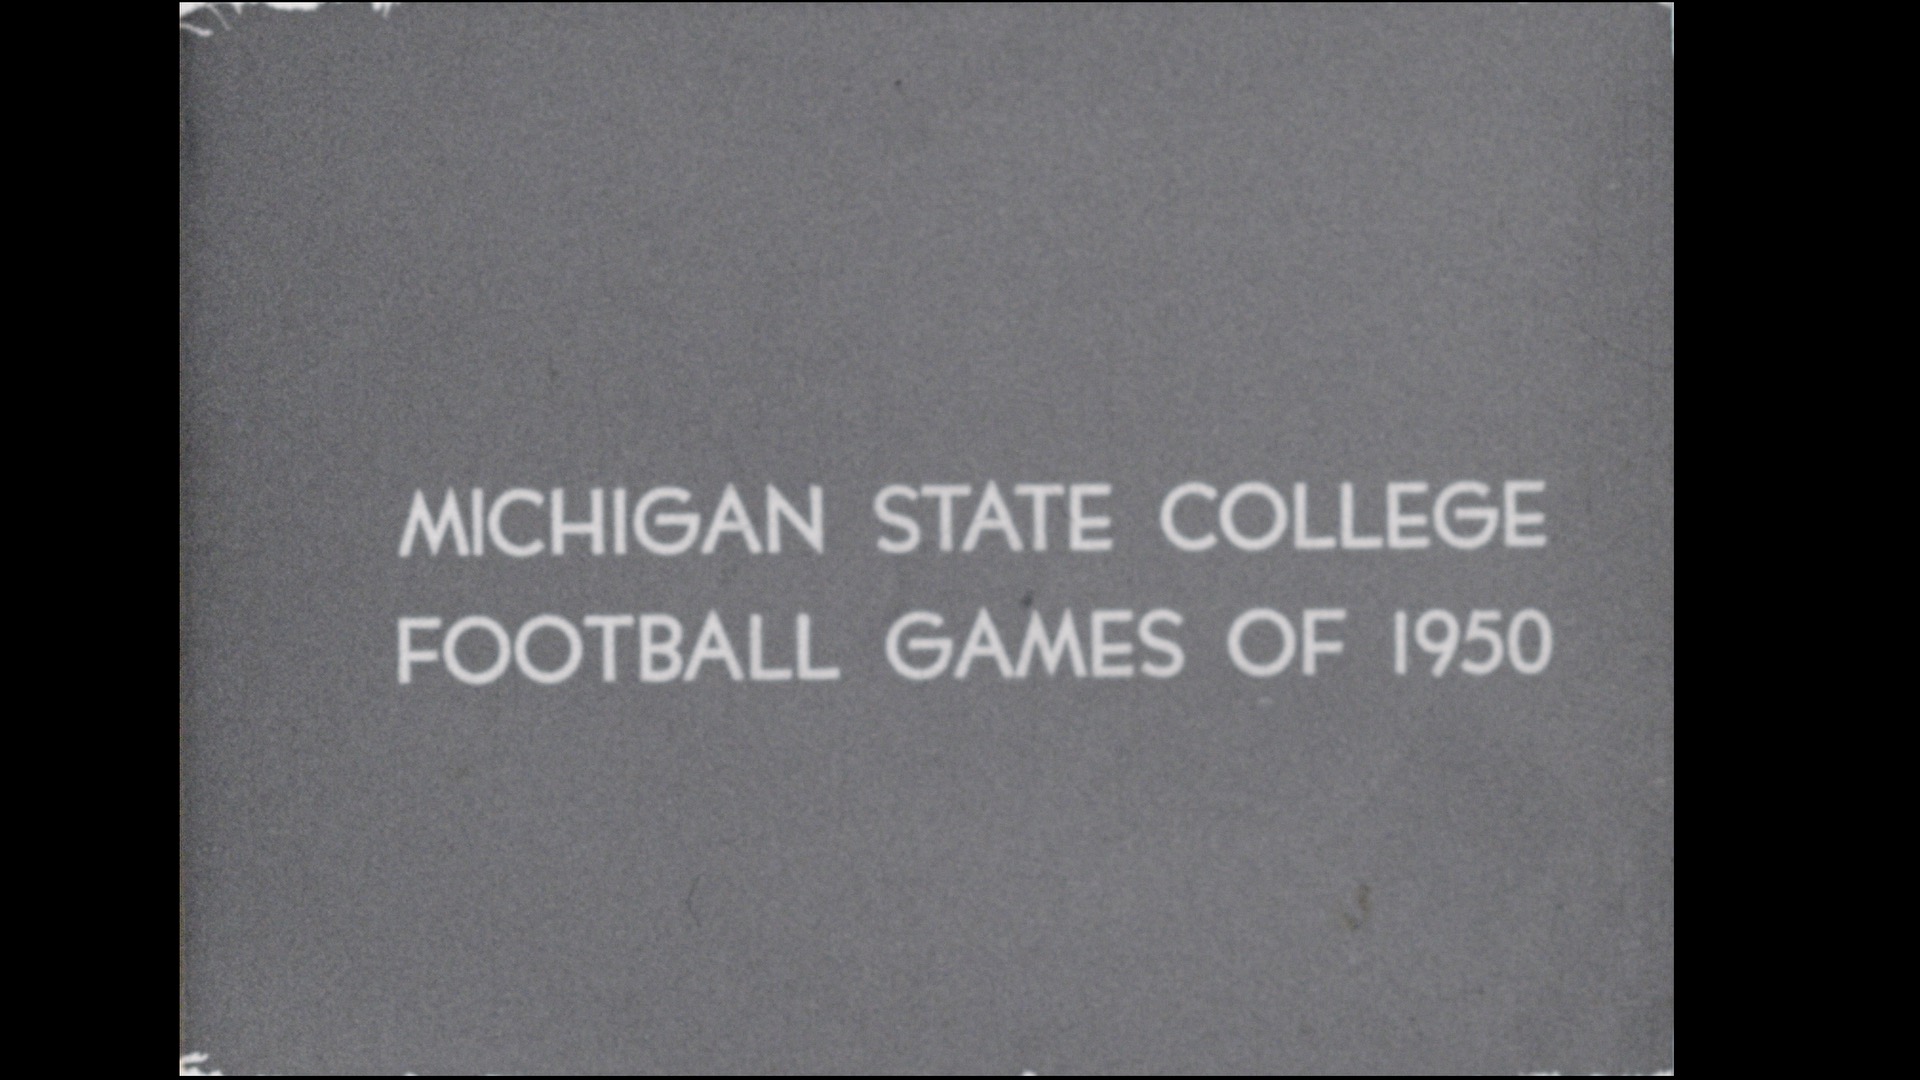 MICHIGAN STATE COLLEGE
FOOTBALL GAMES OF 1950